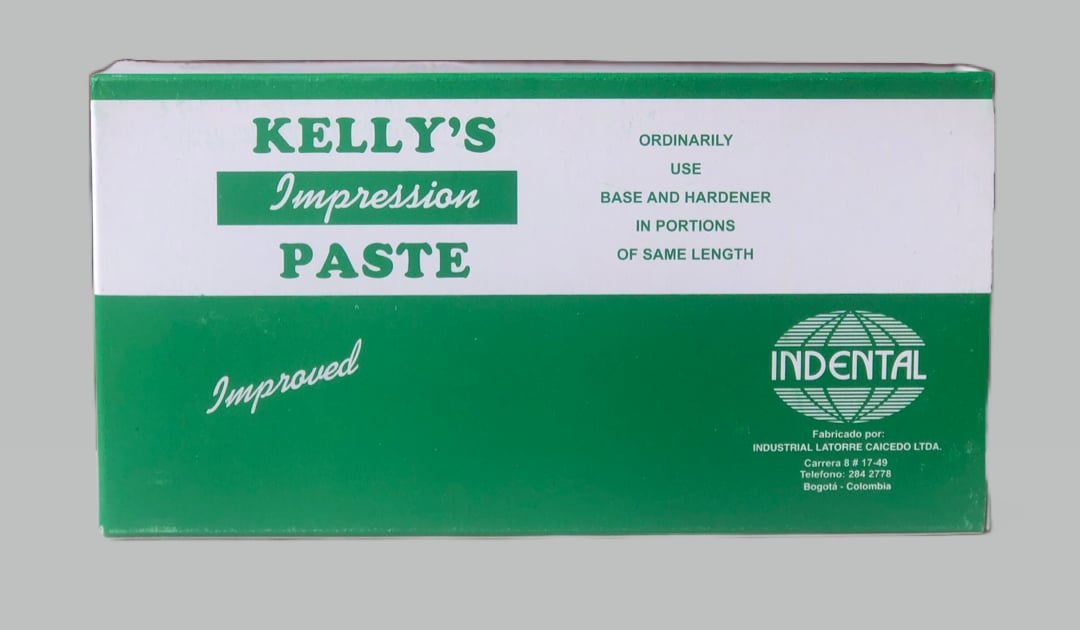 KELLY'S
Impression
PASTE
ORDINARILY
USE
BASE AND HARDENER
IN PORTIONS
OF SAME LENGTH
Improved
INDENTAL
Fabricado por:
INDUSTRIAL LATORRE CAICEDO LTDA.
Carrera 8 # 17-49
Telefono: 284 2778
Bogotá - Colombia